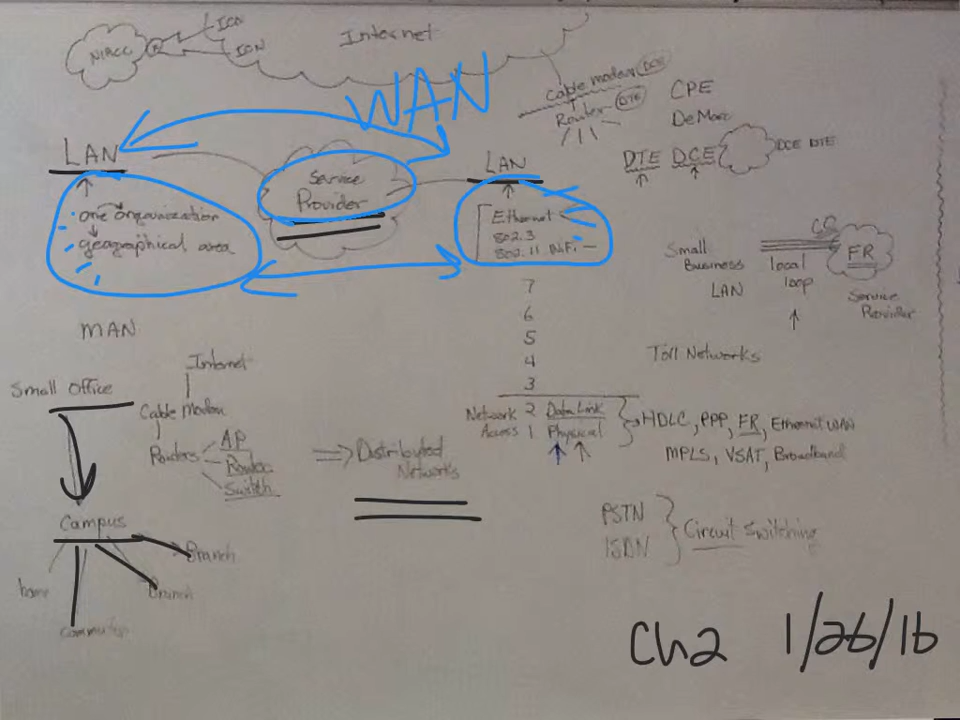 Internet
NIACC
ICN
ICN
WAN
LAN
• one organization
• geographical area
Service
Provider
LAN
Ethernet
802.3
802.11 WiFi
Cable modem DCE
Router DTE
CPE
DeMarc
DTE DCE
DCE DTE
Small
Business
LAN
local
loop
CO
FR
Service
Provider
Toll Networks
MAN
7
6
5
4
3
Network 2 Data Link
Access 1 Physical
HDLC, PPP, FR, Ethernet WAN
MPLS, VSAT, Broadband
PSTN
ISDN
Circuit Switching
Small Office
Internet
Cable Modem
Routers
AP
Router
Switch
=> Distributed
Networks
Campus
Branch
Branch
home
commuter
Ch2 1/26/16